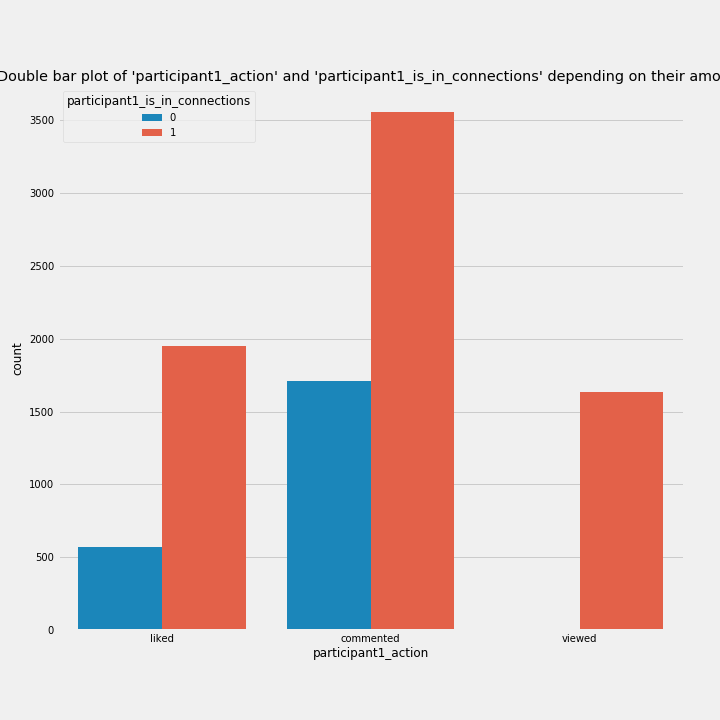 Double bar plot of 'participant1_action' and 'participant1_is_in_connections' depending on their amo
participant1_is_in_connections
0
1
3500
3000
2500
2000
1500
1000
500
0
count
liked commented viewed
participant1_action